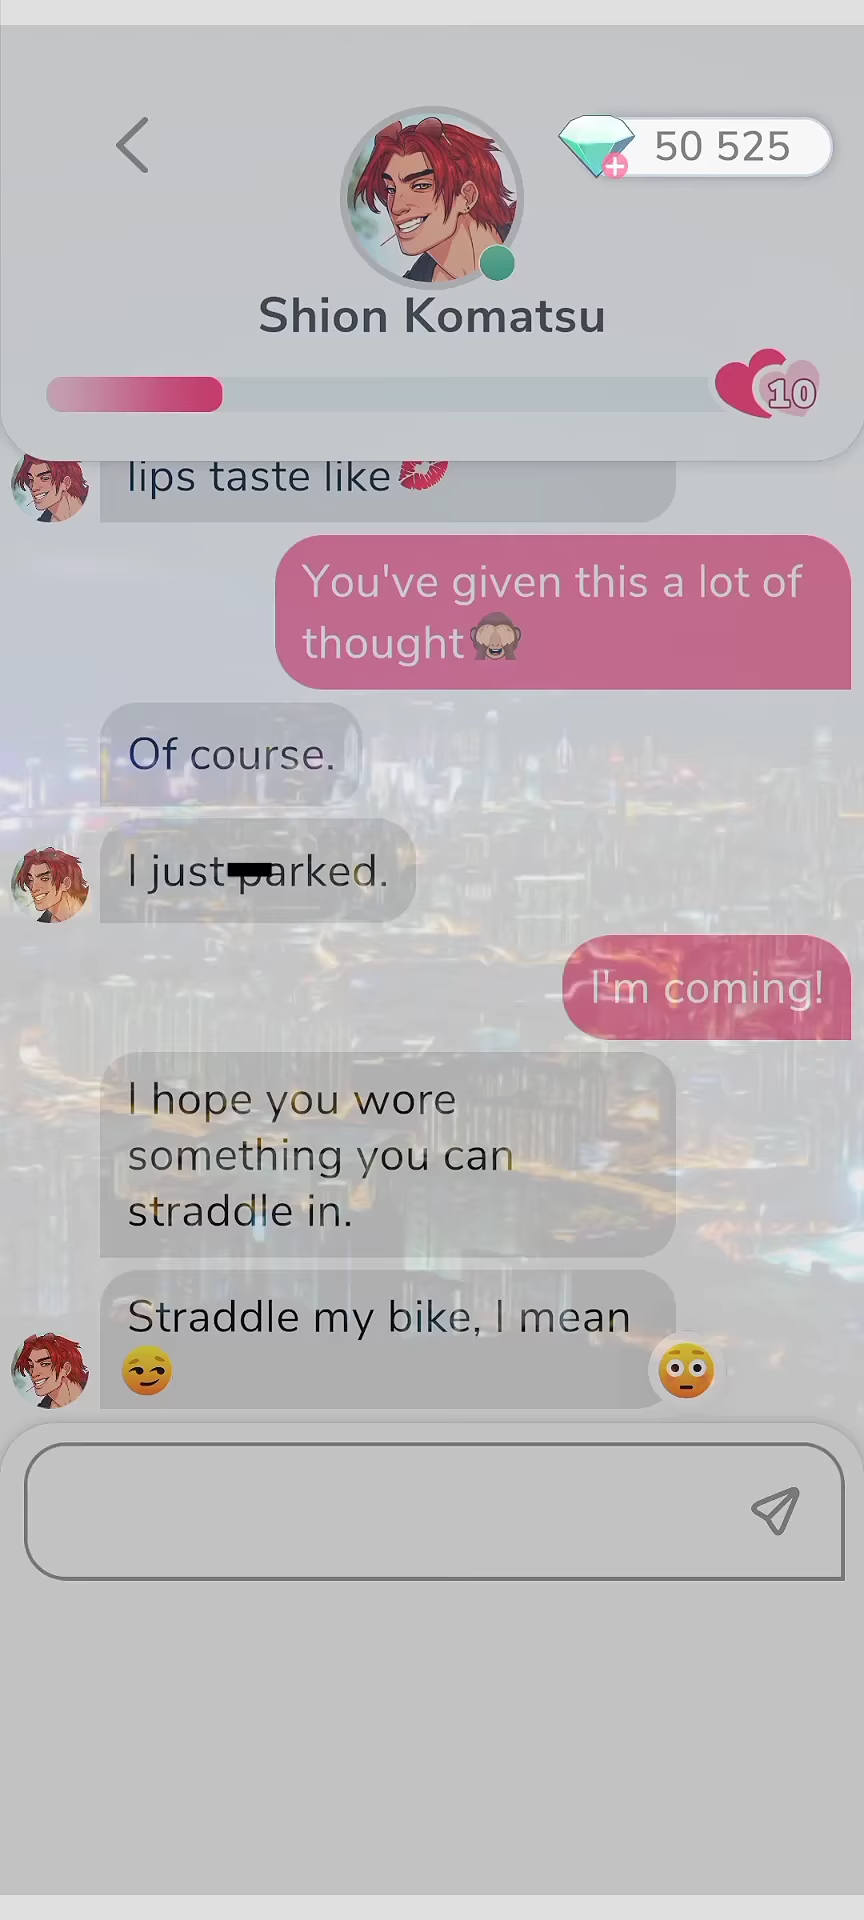 50 525
Shion Komatsu
10
lips taste like💋
You've given this a lot of
thought🙈
Of course.
I just parked.
I'm coming!
I hope you wore
something you can
straddle in.
Straddle my bike, I mean
😏
😳